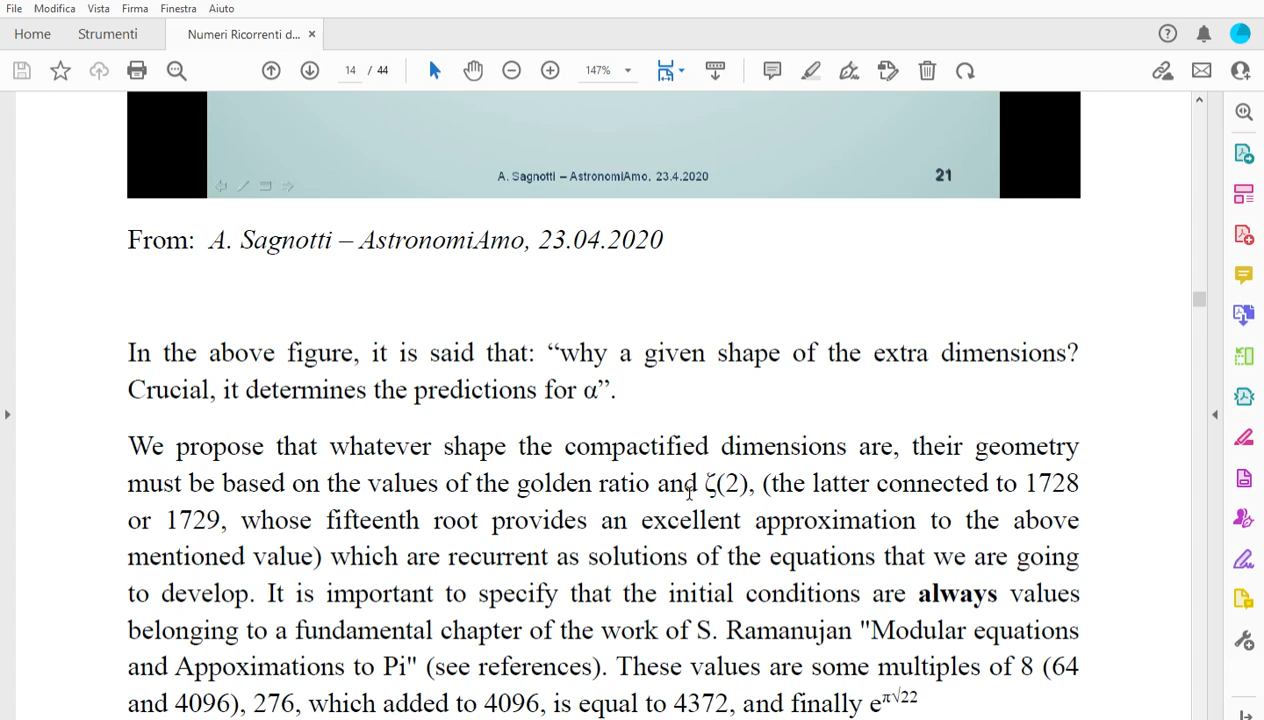 File Modifica Vista Firma Finestra Aiuto
Home Strumenti Numeri Ricorrenti d... ×
14 / 44 147%
A. Sagnotti – AstronomiAmo, 23.4.2020 21
From: A. Sagnotti – AstronomiAmo, 23.04.2020
In the above figure, it is said that: “why a given shape of the extra dimensions?
Crucial, it determines the predictions for α”.
We propose that whatever shape the compactified dimensions are, their geometry
must be based on the values of the golden ratio and ζ(2), (the latter connected to 1728
or 1729, whose fifteenth root provides an excellent approximation to the above
mentioned value) which are recurrent as solutions of the equations that we are going
to develop. It is important to specify that the initial conditions are always values
belonging to a fundamental chapter of the work of S. Ramanujan "Modular equations
and Appoximations to Pi" (see references). These values are some multiples of 8 (64
and 4096), 276, which added to 4096, is equal to 4372, and finally e^π√22